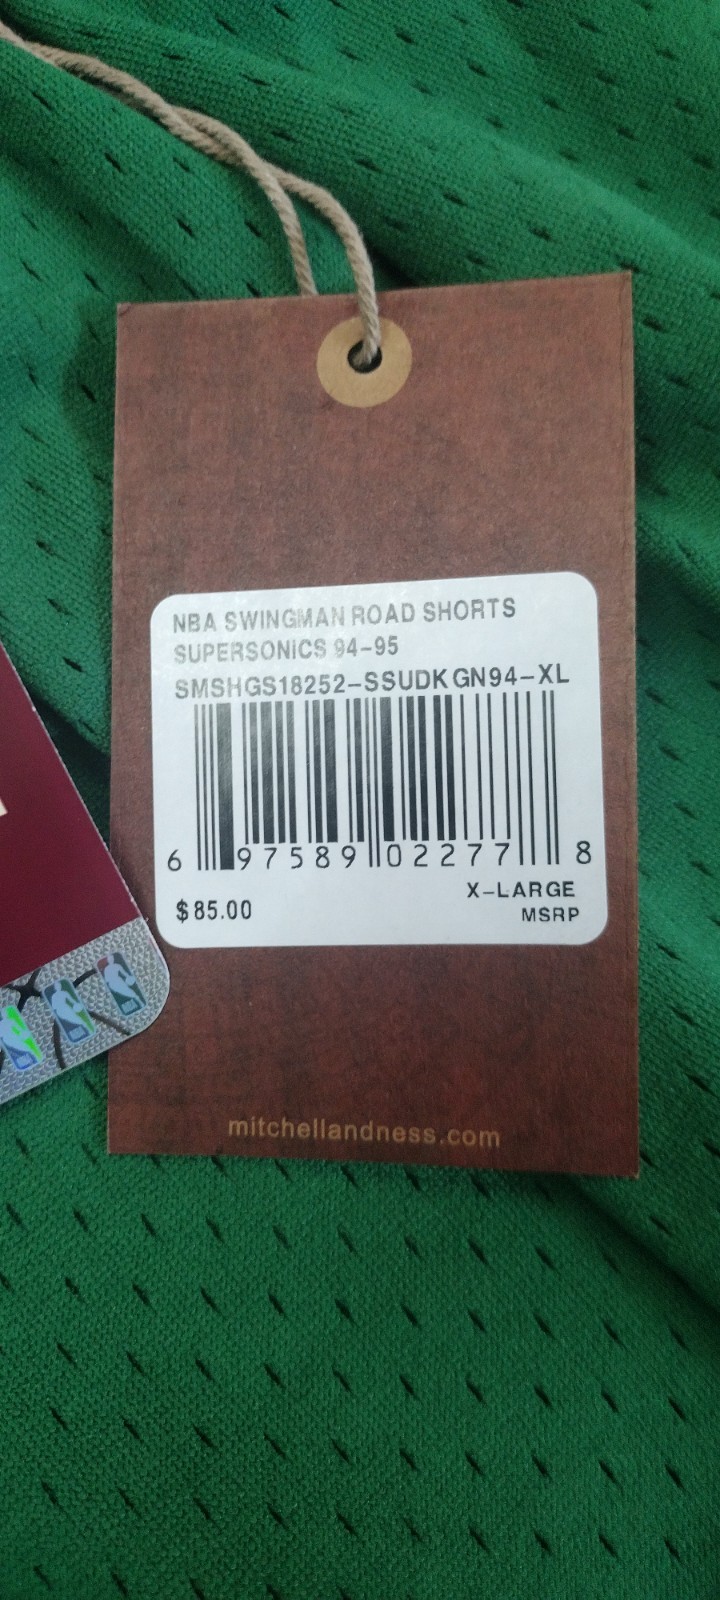 NBA SWINGMAN ROAD SHORTS
SUPERSONICS 94-95
SMSHGS18252-SSUDKGN94-XL
6 97589 02277 8
X-LARGE
$85.00 MSRP
mitchellandness.com